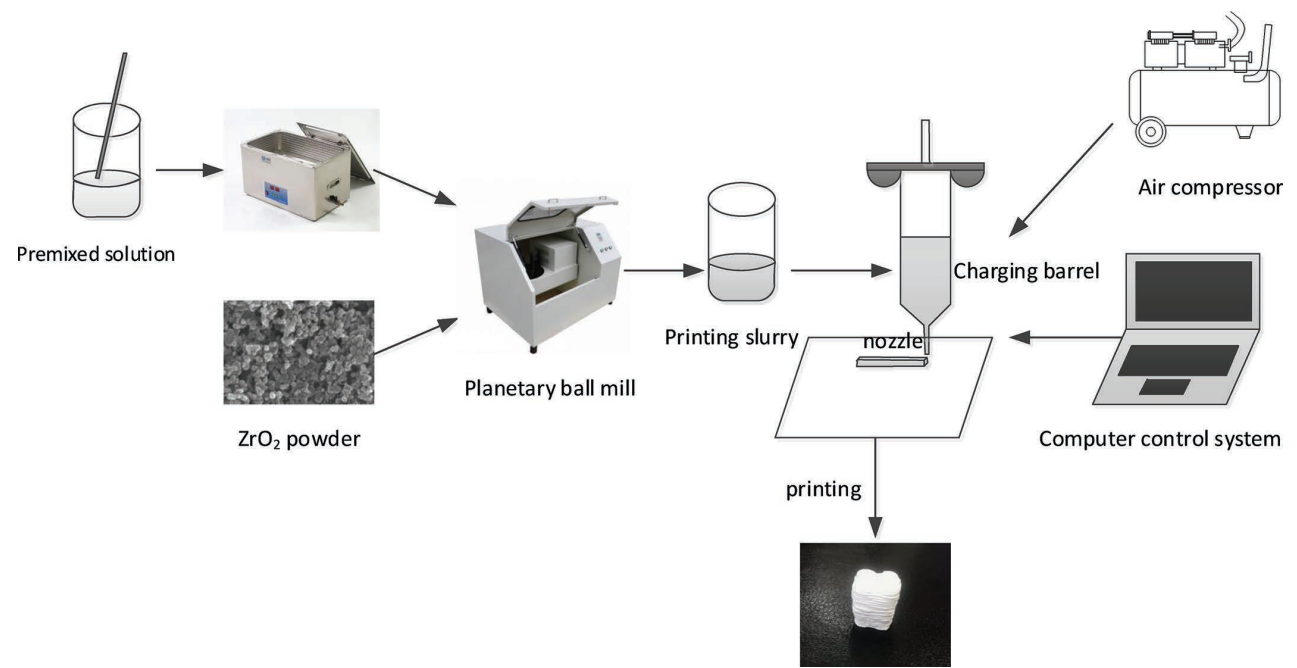 Premixed solution
ZrO₂ powder
Planetary ball mill
Printing slurry
Charging barrel
nozzle
Air compressor
Computer control system
printing